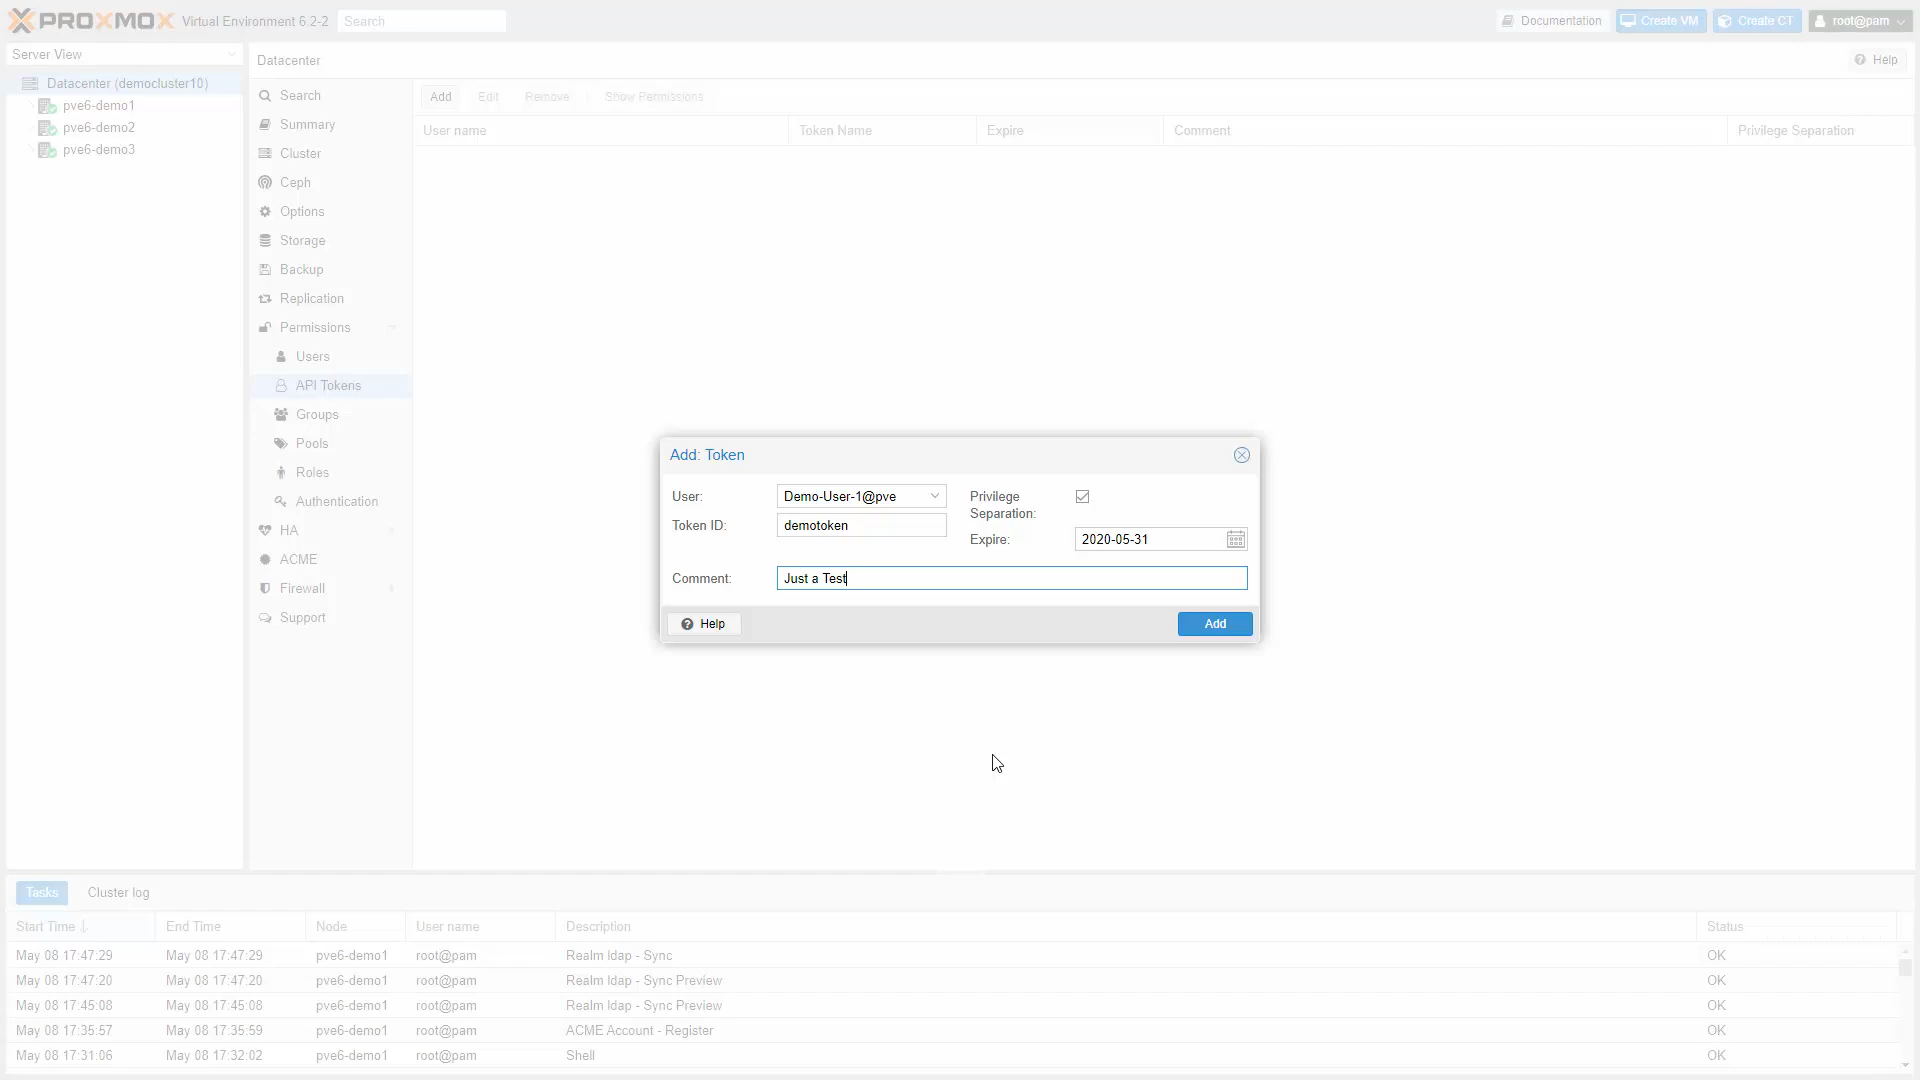 PROXMOX Virtual Environment 6.2-2 Search Documentation Create VM Create CT root@pam
Server View
Datacenter (democluster10)
pve6-demo1
pve6-demo2
pve6-demo3
Datacenter Help
Search
Summary
Cluster
Ceph
Options
Storage
Backup
Replication
Permissions
Users
API Tokens
Groups
Pools
Roles
Authentication
HA
ACME
Firewall
Support
Add Edit Remove Show Permissions
User name Token Name Expire Comment Privilege Separation
Add: Token
User: Demo-User-1@pve
Token ID: demotoken
Privilege
Separation:
Expire: 2020-05-31
Comment: Just a Test
Help Add
Tasks Cluster log
Start Time End Time Node User name Description Status
May 08 17:47:29 May 08 17:47:29 pve6-demo1 root@pam Realm ldap - Sync OK
May 08 17:47:20 May 08 17:47:20 pve6-demo1 root@pam Realm ldap - Sync Preview OK
May 08 17:45:08 May 08 17:45:08 pve6-demo1 root@pam Realm ldap - Sync Preview OK
May 08 17:35:57 May 08 17:35:59 pve6-demo1 root@pam ACME Account - Register OK
May 08 17:31:06 May 08 17:32:02 pve6-demo1 root@pam Shell OK